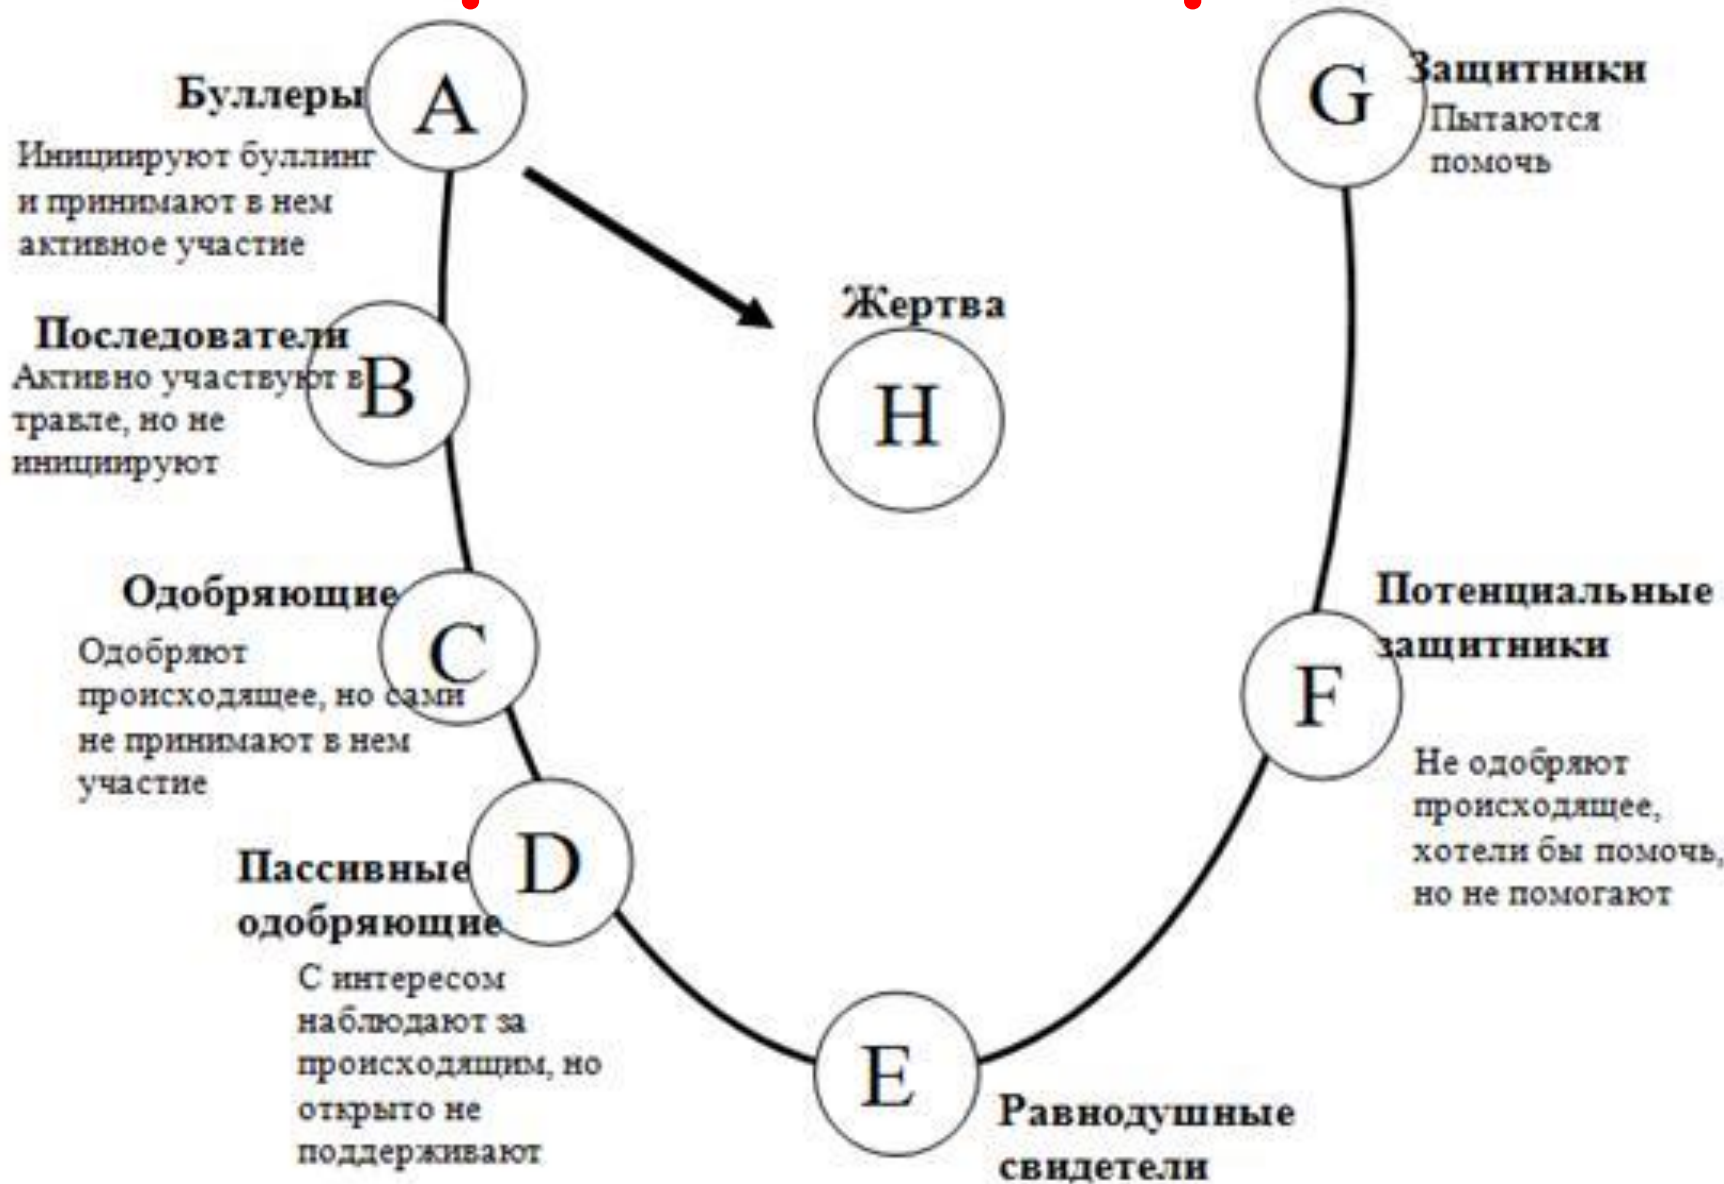 A
Буллеры
Инициируют буллинг
и принимают в нем
активное участие
G
Защитники
Пытаются
помочь
Жертва
H
B
Последователи
Активно участвуют в
травле, но не
инициируют
C
Одобряющие
Одобряют
происходящее, но сами
не принимают в нем
участие
F
Потенциальные
защитники
Не одобряют
происходящее,
хотели бы помочь,
но не помогают
D
Пассивные
одобряющие
С интересом
наблюдают за
происходящим, но
открыто не
поддерживают
E
Равнодушные
свидетели